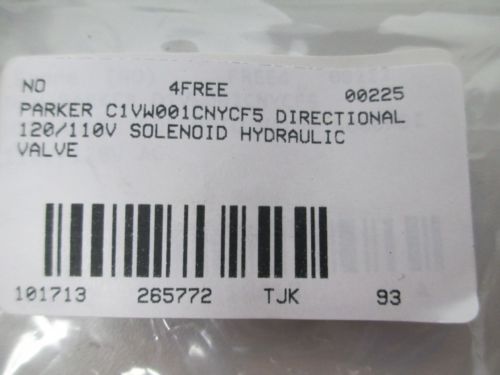 NO 4FREE 00225
PARKER C1VW001CNYCF5 DIRECTIONAL
120/110V SOLENOID HYDRAULIC
VALVE
101713 265772 TJK 93